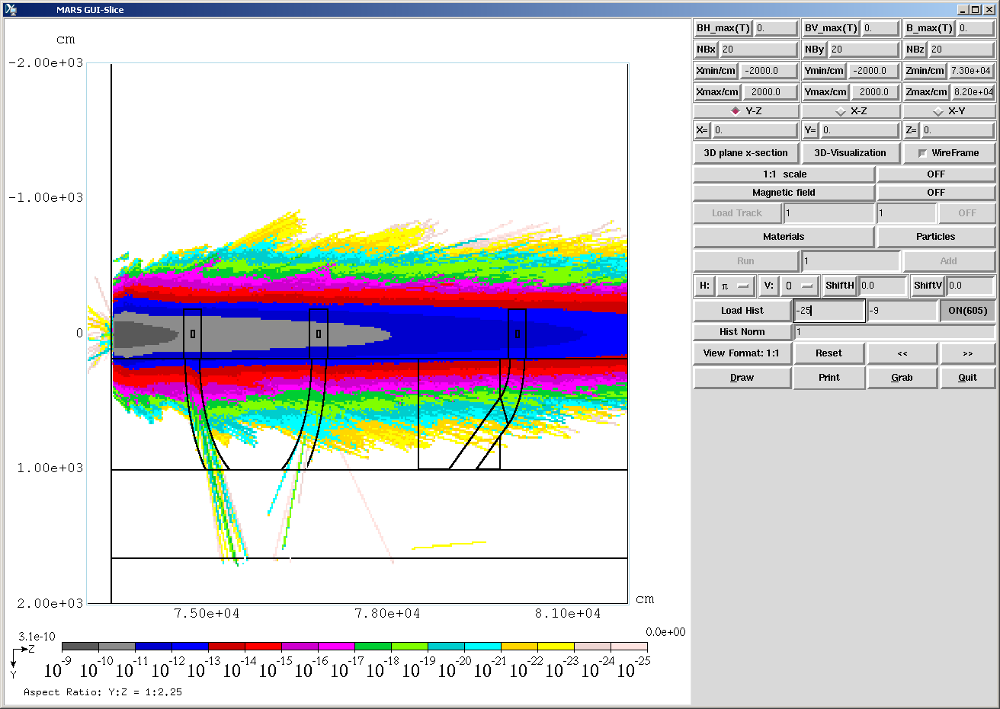 MARS GUI-Slice
cm
-2.00e+03
-1.00e+03
0
1.00e+03
2.00e+03
7.50e+04 7.80e+04 8.10e+04 cm
3.1e-10 0.0e+00
Z
Y
10^-9 10^-10 10^-11 10^-12 10^-13 10^-14 10^-15 10^-16 10^-17 10^-18 10^-19 10^-20 10^-21 10^-22 10^-23 10^-24 10^-25
Aspect Ratio: Y:Z = 1:2.25
BH_max(T) 0. BV_max(T) 0. B_max(T) 0.
NBx 20 NBy 20 NBz 20
Xmin/cm -2000.0 Ymin/cm -2000.0 Zmin/cm 7.30e+04
Xmax/cm 2000.0 Ymax/cm 2000.0 Zmax/cm 8.20e+04
Y-Z X-Z X-Y
X= 0. Y= 0. Z= 0.
3D plane x-section 3D-Visualization WireFrame
1:1 scale OFF
Magnetic field OFF
Load Track 1 1 OFF
Materials Particles
Run 1 Add
H: π V: 0 ShiftH 0.0 ShiftV 0.0
Load Hist -25 -9 ON(605)
Hist Norm 1
View Format: 1:1 Reset << >>
Draw Print Grab Quit